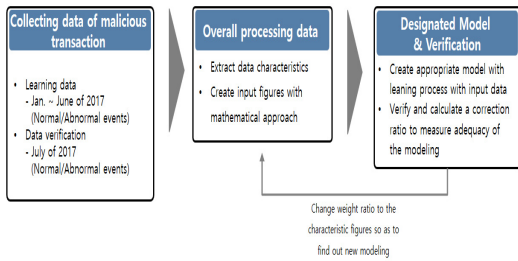 Collecting data of malicious
transaction
• Learning data
- Jan. ~ June of 2017
(Normal/Abnormal events)
• Data verification
- July of 2017
(Normal/Abnormal events)
Overall processing data
• Extract data characteristics
• Create input figures with
mathematical approach
Designated Model
& Verification
• Create appropriate model with
leaning process with input data
• Verify and calculate a correction
ratio to measure adequacy of
the modeling
Change weight ratio to the
characteristic figures so as to
find out new modeling